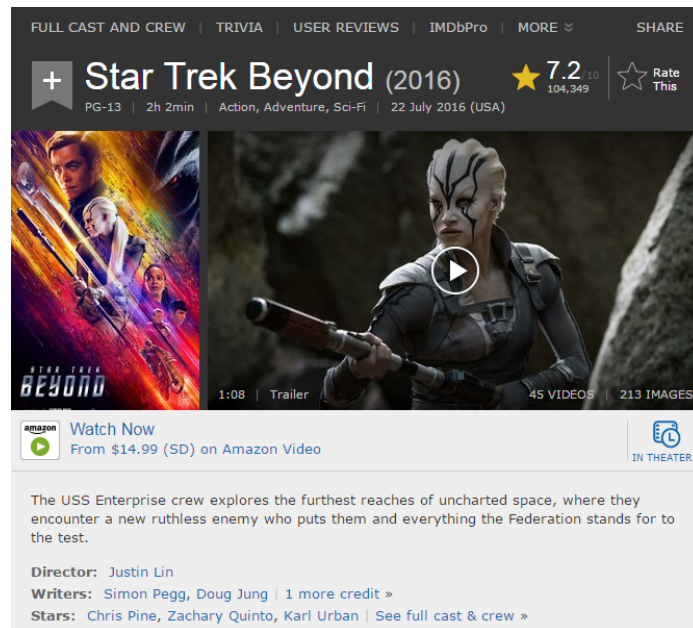 FULL CAST AND CREW | TRIVIA | USER REVIEWS | IMDbPro | MORE SHARE
+ Star Trek Beyond (2016) 7.2/10 Rate
104,349 This
PG-13 | 2h 2min | Action, Adventure, Sci-Fi | 22 July 2016 (USA)
STAR TREK
BEYOND
1:08 | Trailer 45 VIDEOS | 213 IMAGES
amazon Watch Now
From $14.99 (SD) on Amazon Video
IN THEATER
The USS Enterprise crew explores the furthest reaches of uncharted space, where they
encounter a new ruthless enemy who puts them and everything the Federation stands for to
the test.
Director: Justin Lin
Writers: Simon Pegg, Doug Jung | 1 more credit »
Stars: Chris Pine, Zachary Quinto, Karl Urban | See full cast & crew »